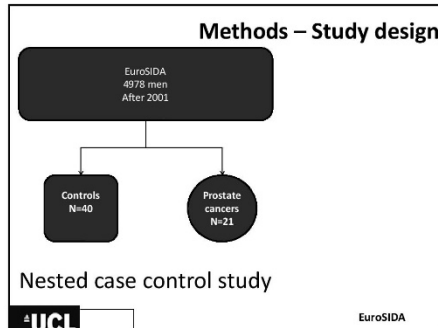 Methods – Study design
EuroSIDA
4978 men
After 2001
Controls
N=40
Prostate
cancers
N=21
Nested case control study
UCL
EuroSIDA